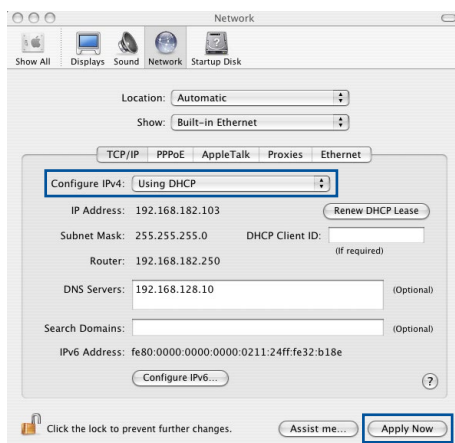 Network
Show All Displays Sound Network Startup Disk
Location: Automatic
Show: Built-in Ethernet
TCP/IP PPPoE AppleTalk Proxies Ethernet
Configure IPv4: Using DHCP
IP Address: 192.168.182.103 Renew DHCP Lease
Subnet Mask: 255.255.255.0 DHCP Client ID:
(If required)
Router: 192.168.182.250
DNS Servers: 192.168.128.10 (Optional)
Search Domains: (Optional)
IPv6 Address: fe80:0000:0000:0000:0211:24ff:fe32:b18e
Configure IPv6... ?
Click the lock to prevent further changes. Assist me... Apply Now